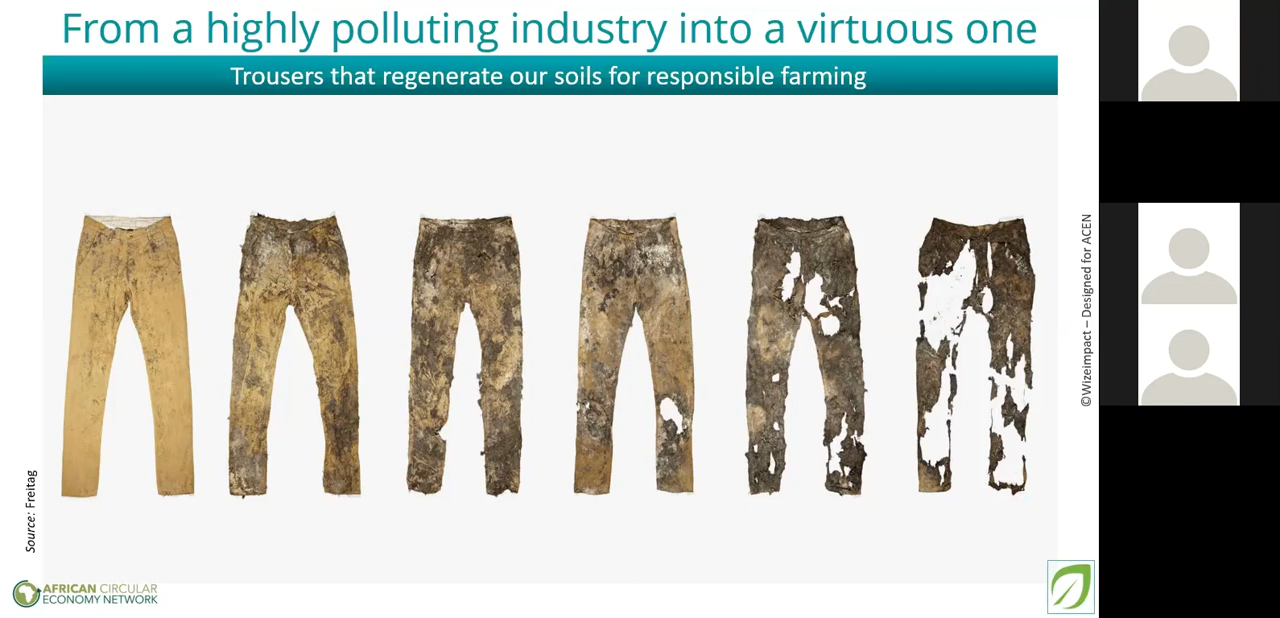 From a highly polluting industry into a virtuous one
Trousers that regenerate our soils for responsible farming
©Wizeimpact – Designed for ACEN
Source: Freitag
AFRICAN CIRCULAR
ECONOMY NETWORK